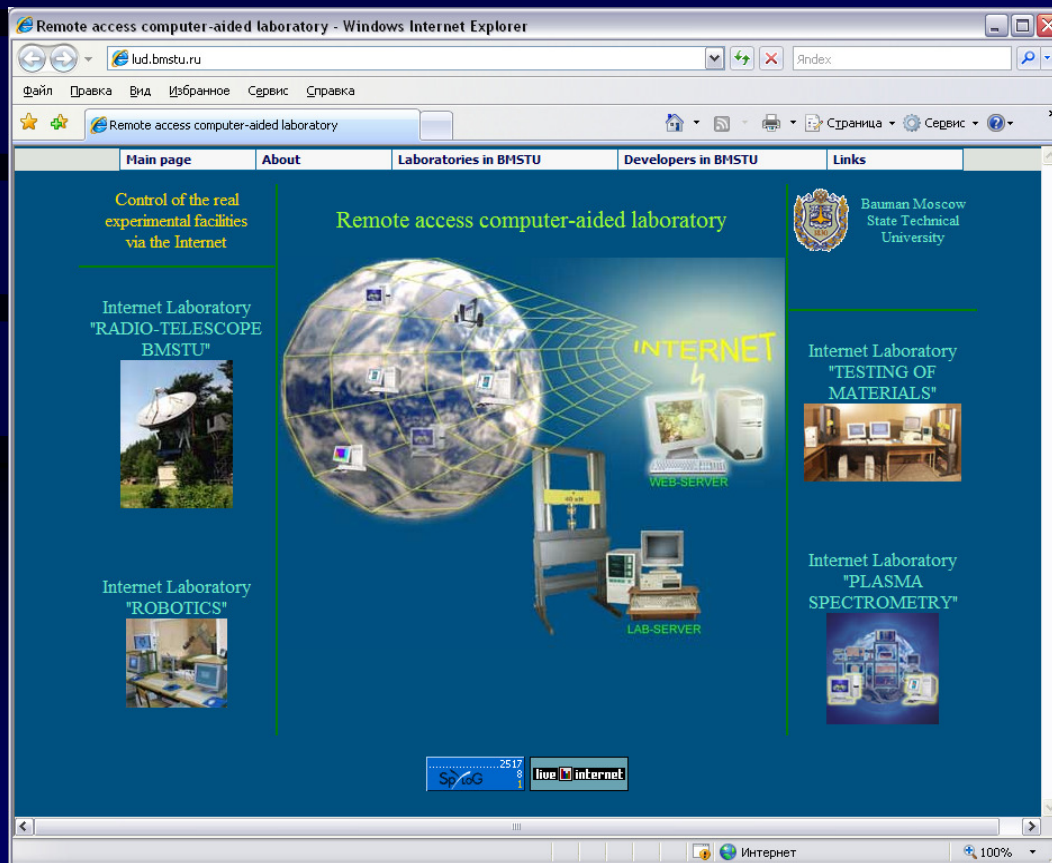 Remote access computer-aided laboratory - Windows Internet Explorer
lud.bmstu.ru
Яndex
Файл Правка Вид Избранное Сервис Справка
Remote access computer-aided laboratory
Страница
Сервис
Main page
About
Laboratories in BMSTU
Developers in BMSTU
Links
Control of the real
experimental facilities
via the Internet
Internet Laboratory
"RADIO-TELESCOPE
BMSTU"
Internet Laboratory
"ROBOTICS"
Remote access computer-aided laboratory
INTERNET
WEB-SERVER
LAB-SERVER
Bauman Moscow
State Technical
University
Internet Laboratory
"TESTING OF
MATERIALS"
Internet Laboratory
"PLASMA
SPECTROMETRY"
2517
8
1
SpyLOG
live internet
Интернет
100%